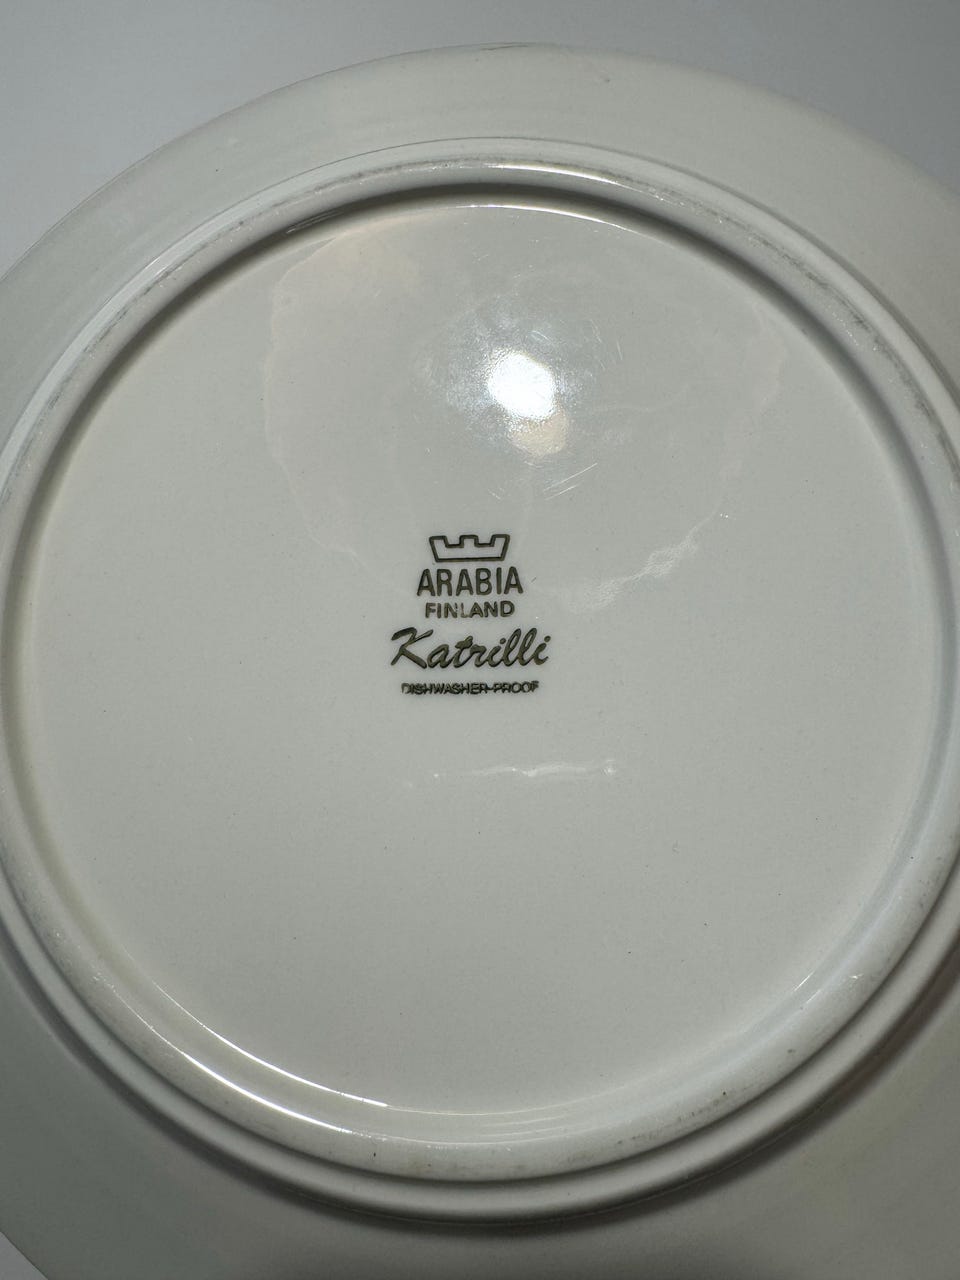 ARABIA
FINLAND
Katrilli
DISHWASHER-PROOF